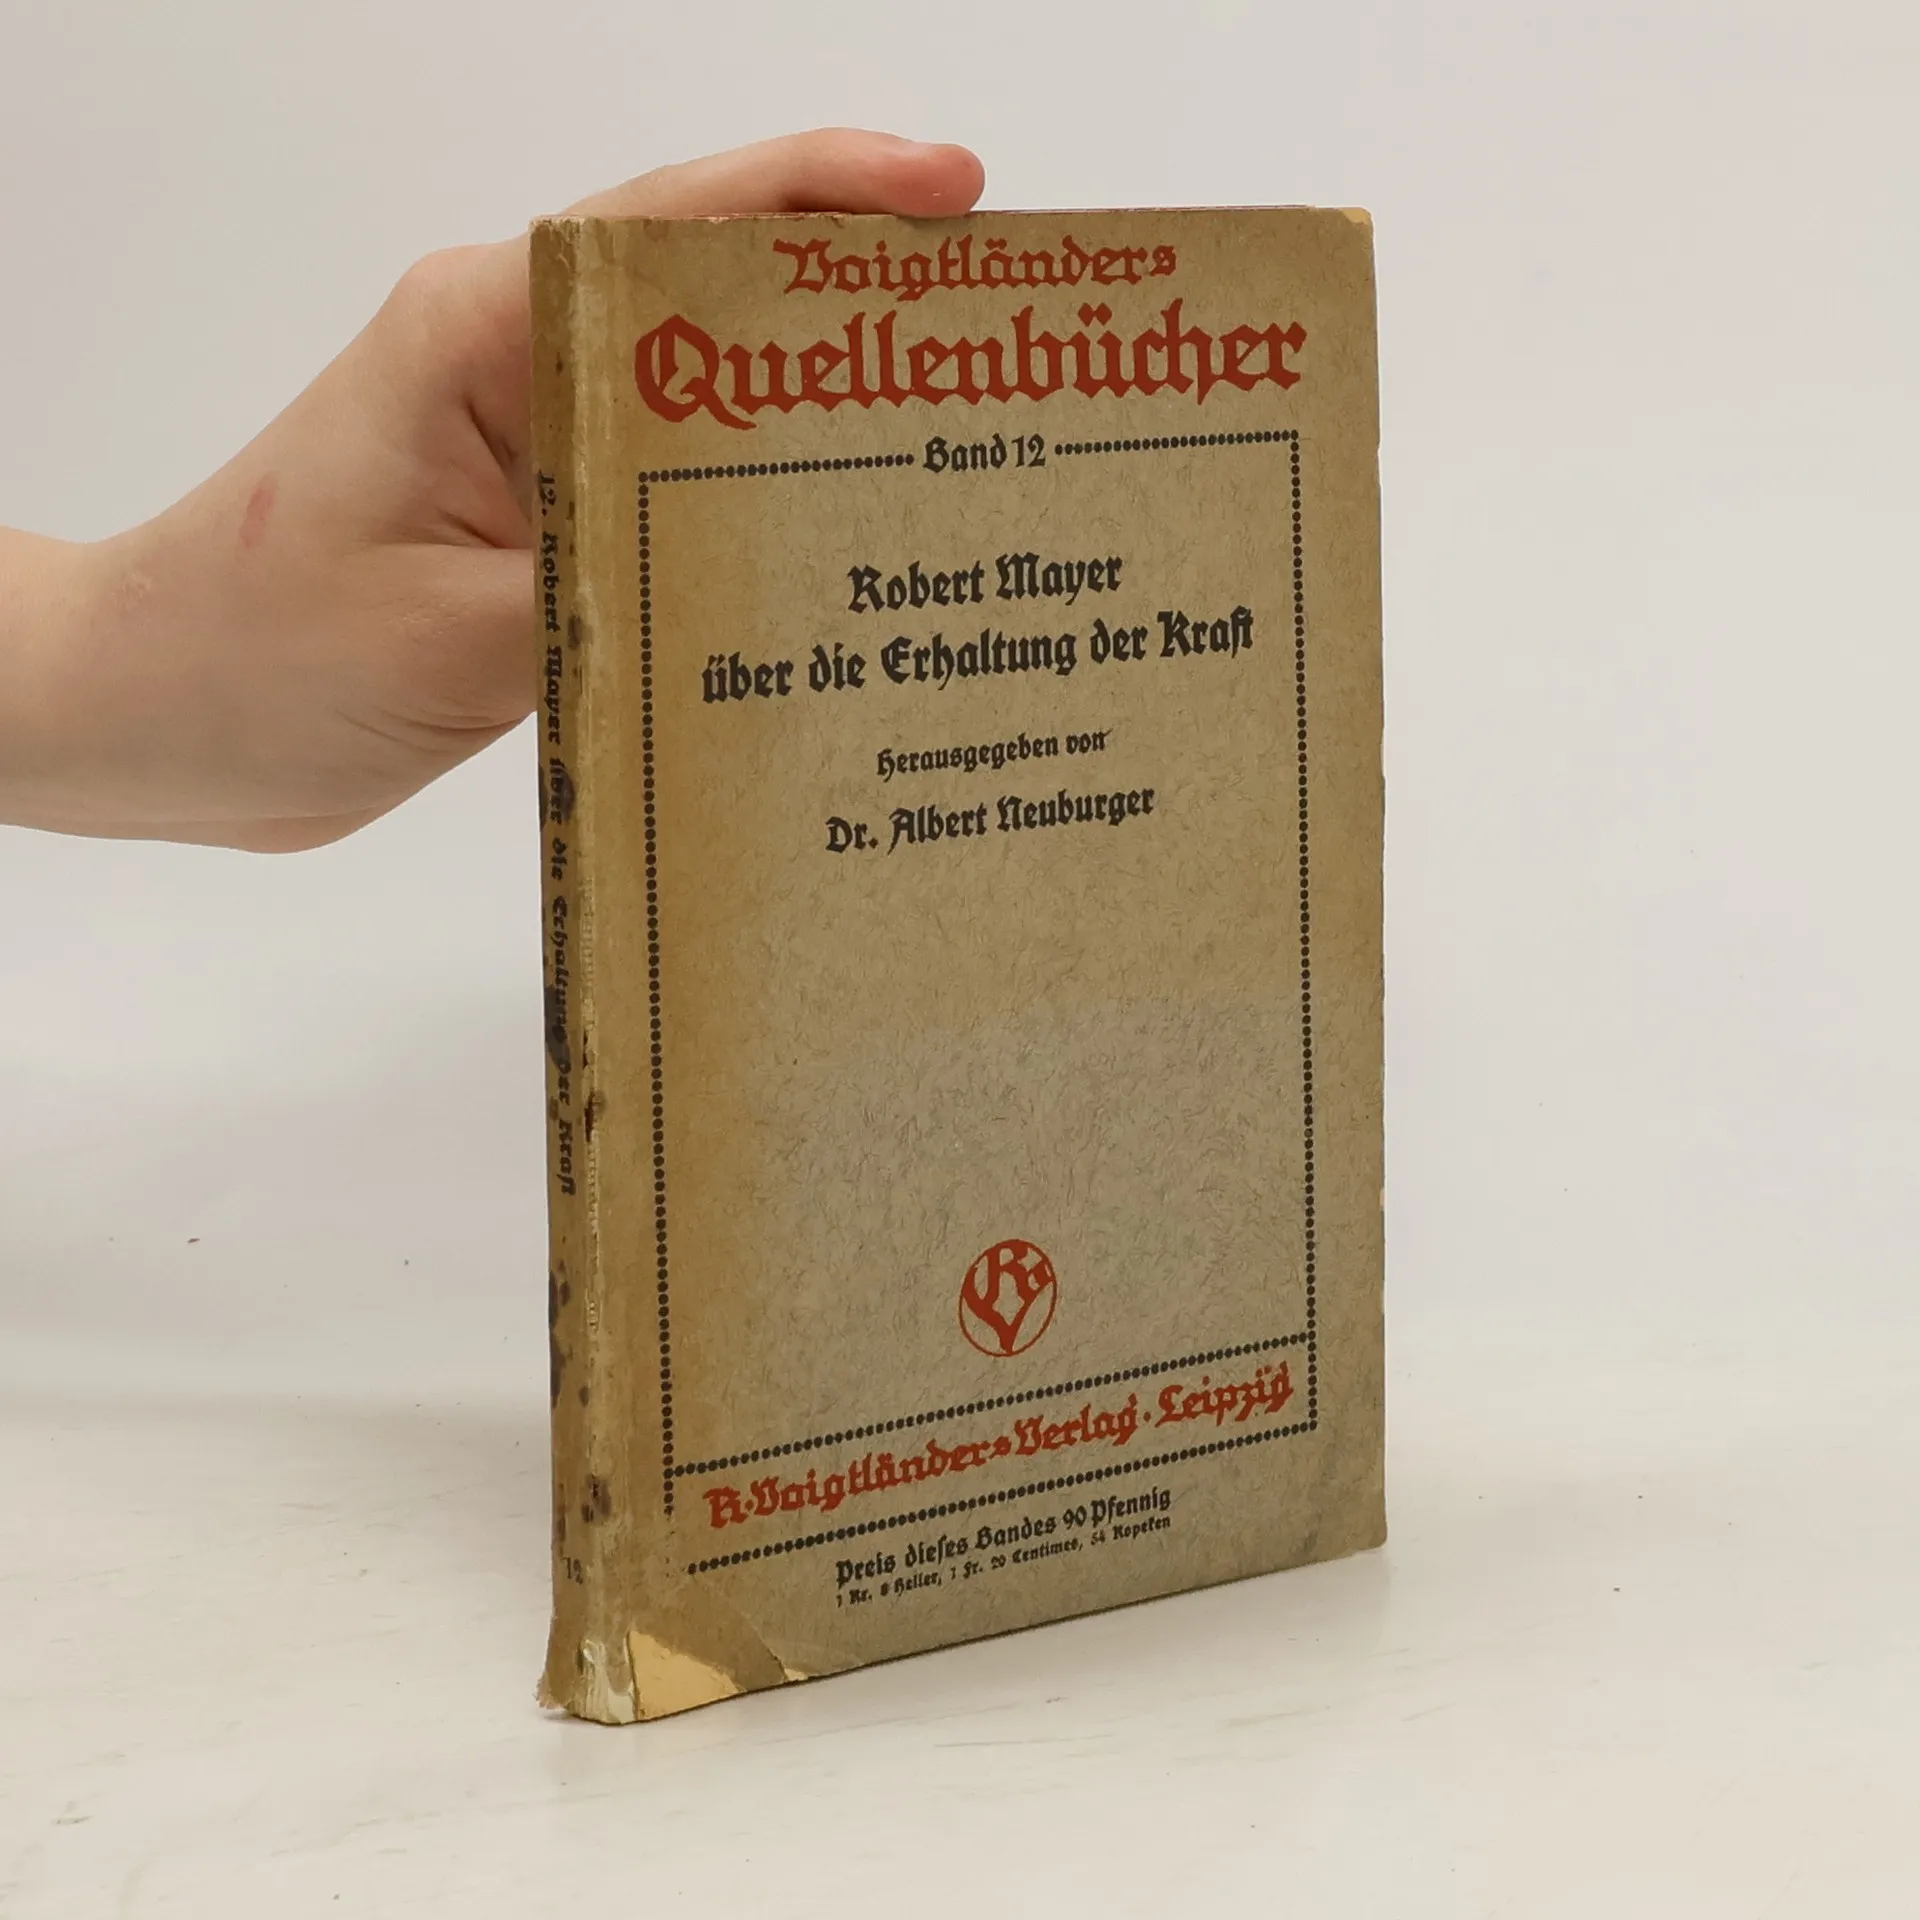 Voigtländers
Quellenbücher
Band 12
Robert Mayer
über die Erhaltung der Kraft
Herausgegeben von
Dr. Albert Neuburger
R·Voigtländers Verlag·Leipzig
Preis dieses Bandes 90 Pfennig
1 Kr. 8 Heller, 1 Fr. 20 Centimes, 54 Kopeken
12. Robert Mayer über die Erhaltung der Kraft
12